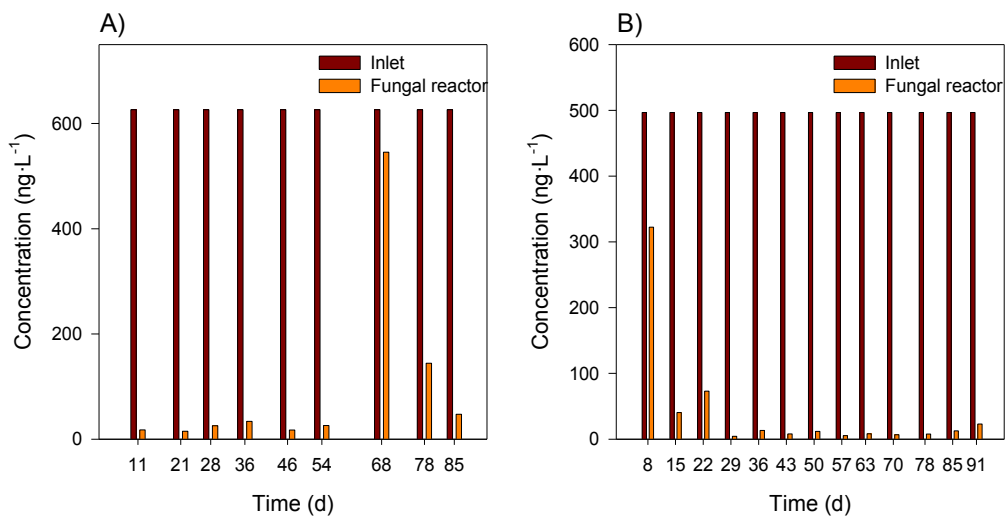 A)
Inlet
Fungal reactor
Concentration (ng·L⁻¹)
600
400
200
0
11 21 28 36 46 54 68 78 85
Time (d)
B)
Inlet
Fungal reactor
Concentration (ng·L⁻¹)
600
500
400
300
200
100
0
8 15 22 29 36 43 50 57 63 70 78 85 91
Time (d)